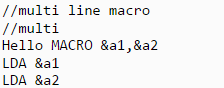 //multi line macro
//multi
Hello MACRO &a1,&a2
LDA &a1
LDA &a2